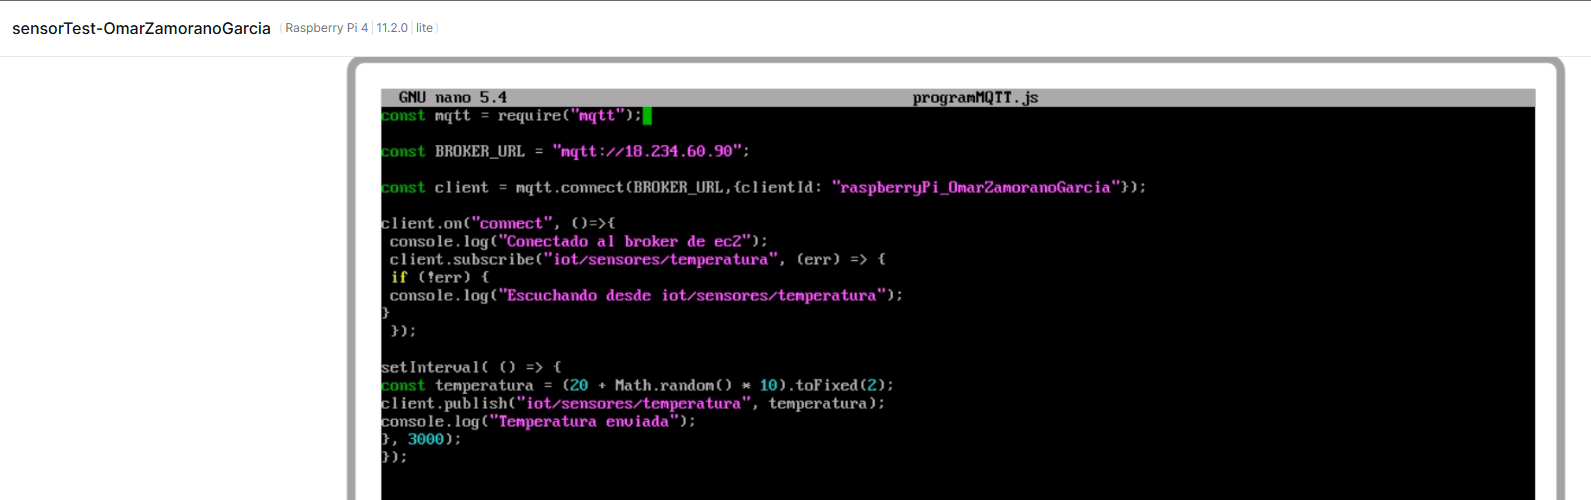 sensorTest-OmarZamoranoGarcia (Raspberry Pi 4 | 11.2.0 | lite)
GNU nano 5.4 programMQTT.js
const mqtt = require("mqtt");
const BROKER_URL = "mqtt://18.234.60.90";
const client = mqtt.connect(BROKER_URL,{clientId: "raspberryPi_OmarZamoranoGarcia"});
client.on("connect", ()=>{
console.log("Conectado al broker de ec2");
client.subscribe("iot/sensores/temperatura", (err) => {
if (!err) {
console.log("Escuchando desde iot/sensores/temperatura");
}
});
setInterval( () => {
const temperatura = (20 + Math.random() * 10).toFixed(2);
client.publish("iot/sensores/temperatura", temperatura);
console.log("Temperatura enviada");
}, 3000);
});